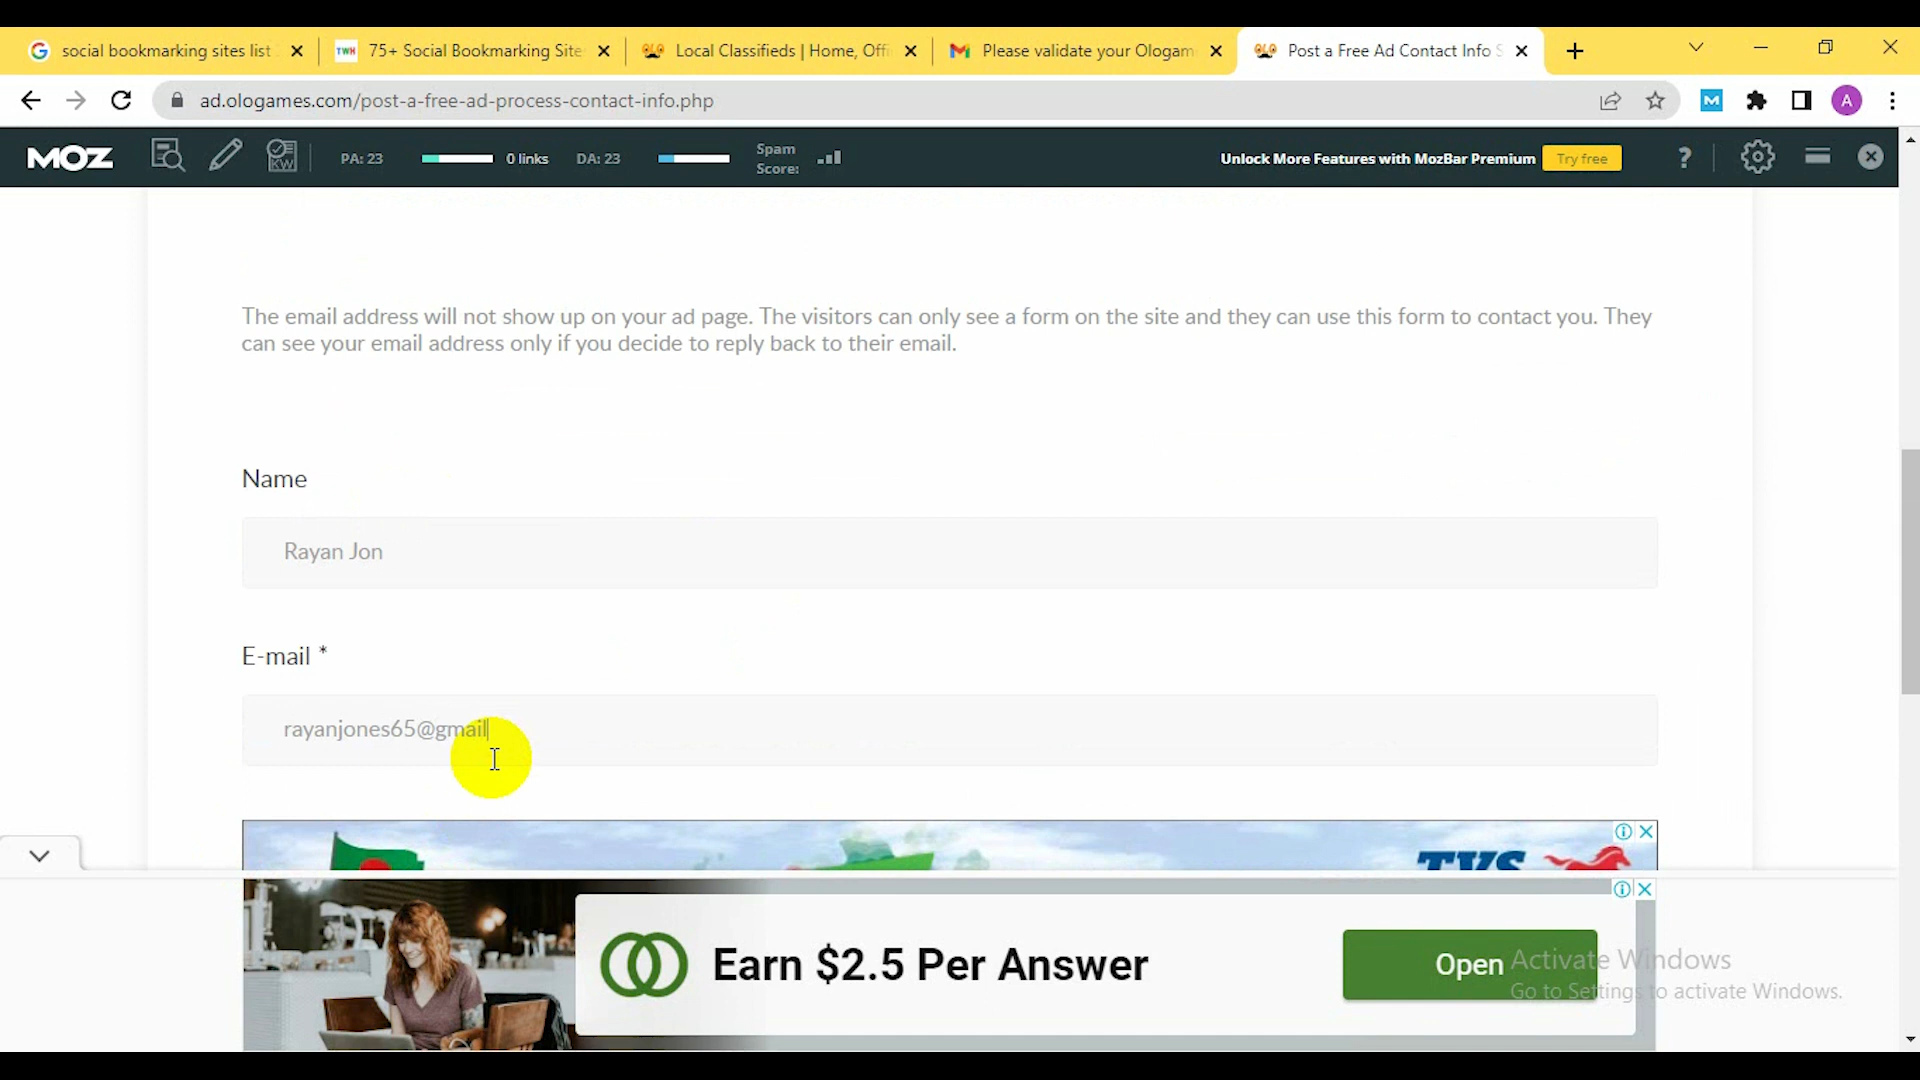 social bookmarking sites list
TWH
75+ Social Bookmarking Site
Local Classifieds | Home, Offi
Please validate your Ologam
Post a Free Ad Contact Info S
ad.ologames.com/post-a-free-ad-process-contact-info.php
M
A
MOZ
KW
PA: 23
0 links
DA: 23
Spam
Score:
Unlock More Features with MozBar Premium
Try free
?
The email address will not show up on your ad page. The visitors can only see a form on the site and they can use this form to contact you. They
can see your email address only if you decide to reply back to their email.
Name
Rayan Jon
E-mail *
rayanjones65@gmail
TVS
Earn $2.5 Per Answer
Open
Activate Windows
Go to Settings to activate Windows.